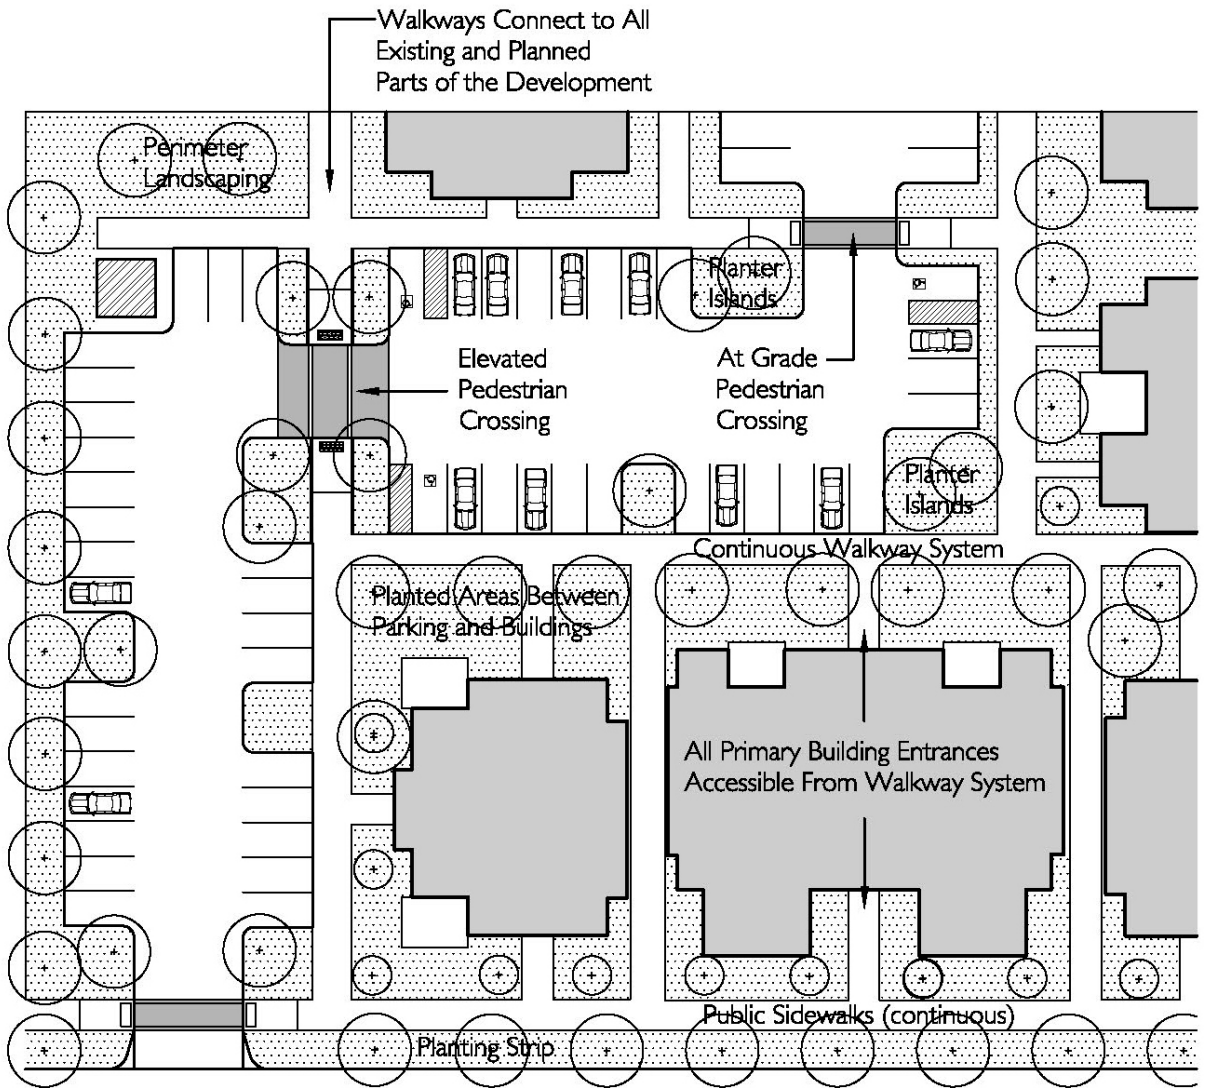 Walkways Connect to All
Existing and Planned
Parts of the Development
Perimeter
Landscaping
Planter
Islands
Elevated
Pedestrian
Crossing
At Grade
Pedestrian
Crossing
Planter
Islands
Continuous Walkway System
Planted Areas Between
Parking and Buildings
All Primary Building Entrances
Accessible From Walkway System
Public Sidewalks (continuous)
Planting Strip